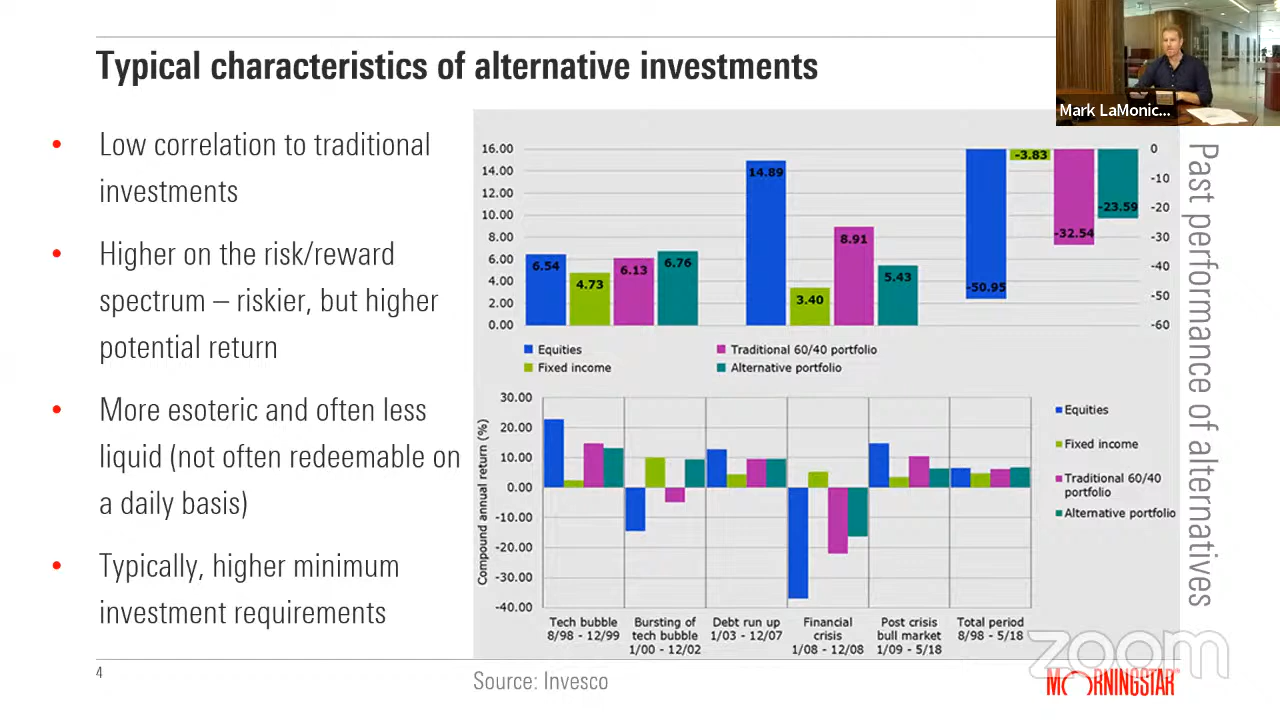 Typical characteristics of alternative investments
Mark LaMonic...
• Low correlation to traditional
investments
• Higher on the risk/reward
spectrum – riskier, but higher
potential return
• More esoteric and often less
liquid (not often redeemable on
a daily basis)
• Typically, higher minimum
investment requirements
16.00
14.00
12.00
10.00
8.00
6.00
4.00
2.00
0.00
6.54
4.73
6.13
6.76
14.89
3.40
8.91
5.43
-50.95
-3.83
-32.54
-23.59
0
-10
-20
-30
-40
-50
-60
Equities
Fixed income
Traditional 60/40 portfolio
Alternative portfolio
Compound annual return (%)
30.00
20.00
10.00
0.00
-10.00
-20.00
-30.00
-40.00
Tech bubble
8/98 - 12/99
Bursting of
tech bubble
1/00 - 12/02
Debt run up
1/03 - 12/07
Financial
crisis
1/08 - 12/08
Post crisis
bull market
1/09 - 5/18
Total period
8/98 - 5/18
Equities
Fixed income
Traditional 60/40
portfolio
Alternative portfolio
Past performance of alternatives
4
Source: Invesco
zoom
MORNINGSTAR